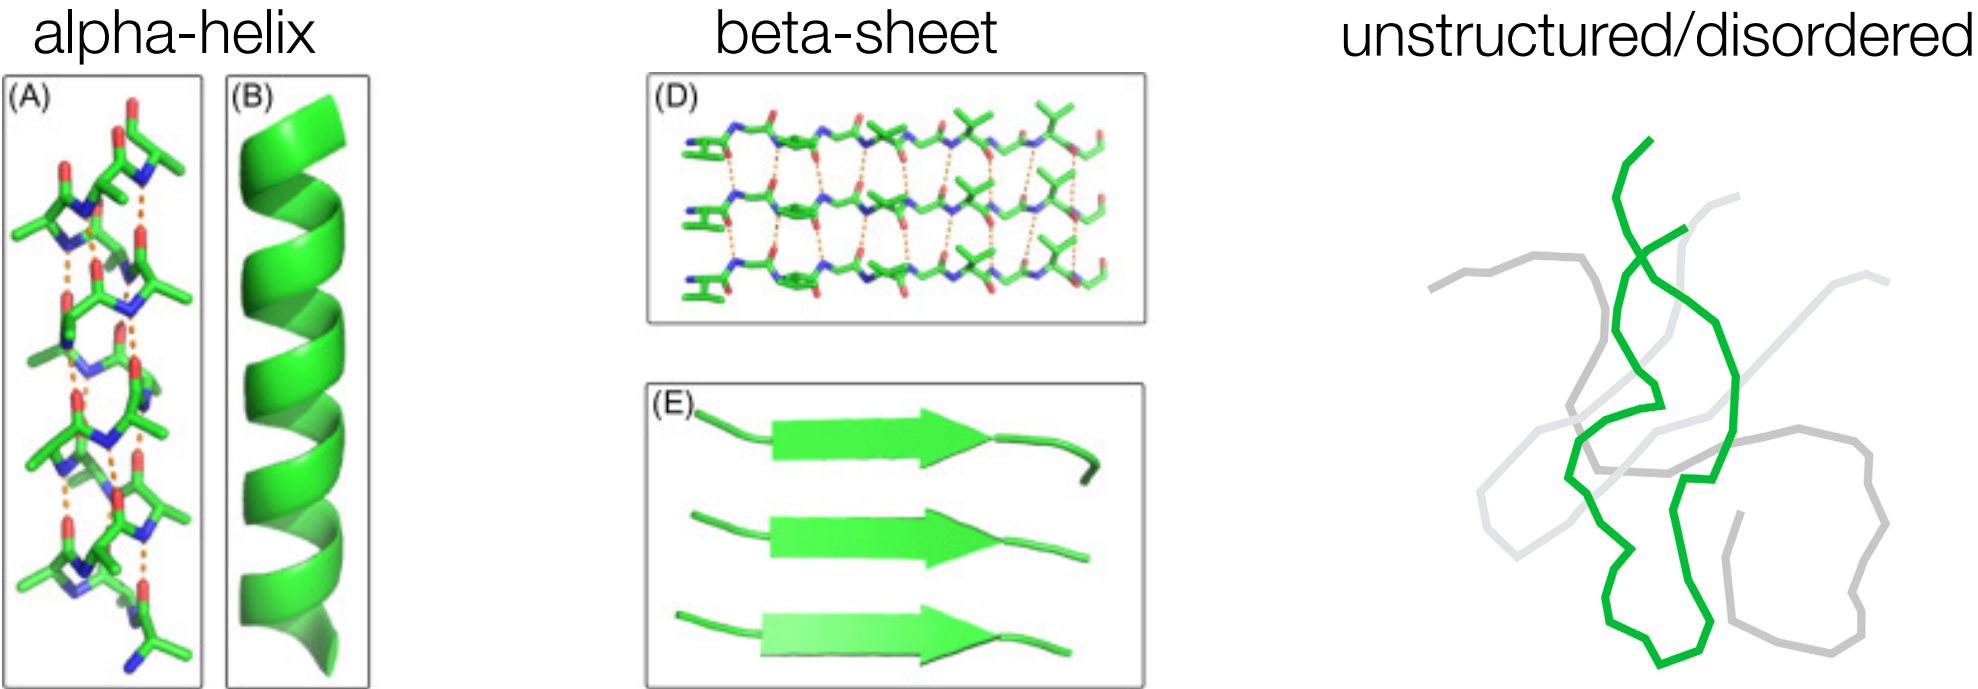 alpha-helix
(A)
(B)
beta-sheet
(D)
(E)
unstructured/disordered